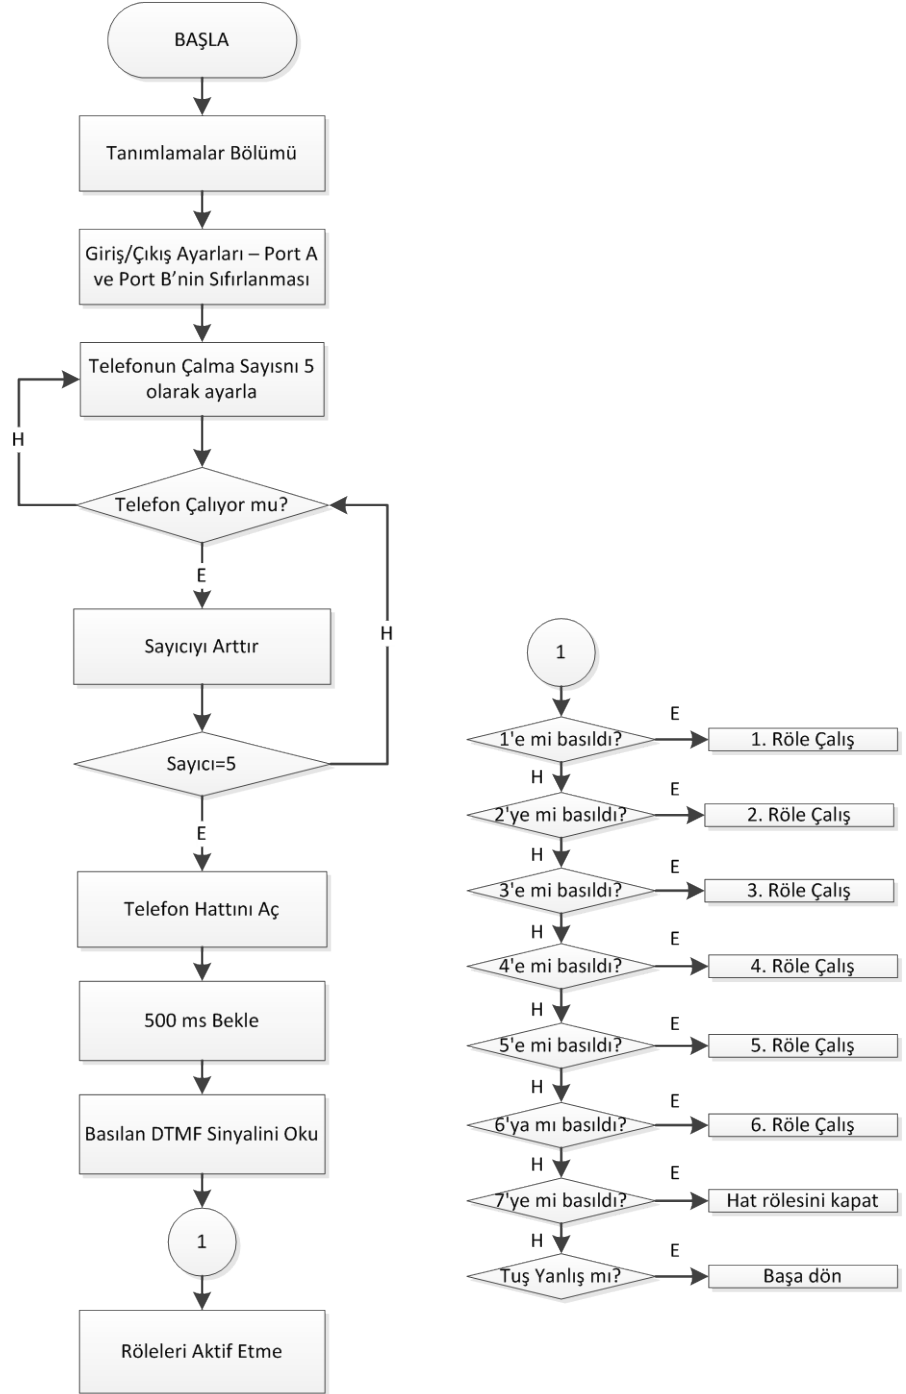 BAŞLA
Tanımlamalar Bölümü
Giriş/Çıkış Ayarları – Port A
ve Port B'nin Sıfırlanması
Telefonun Çalma Sayısnı 5
olarak ayarla
H
Telefon Çalıyor mu?
E
Sayıcıyı Arttır
H
Sayıcı=5
E
Telefon Hattını Aç
500 ms Bekle
Basılan DTMF Sinyalini Oku
1
Röleleri Aktif Etme
1
1'e mi basıldı?
E
1. Röle Çalış
H
2'ye mi basıldı?
E
2. Röle Çalış
H
3'e mi basıldı?
E
3. Röle Çalış
H
4'e mi basıldı?
E
4. Röle Çalış
H
5'e mi basıldı?
E
5. Röle Çalış
H
6'ya mı basıldı?
E
6. Röle Çalış
H
7'ye mi basıldı?
E
Hat rölesini kapat
H
Tuş Yanlış mı?
E
Başa dön